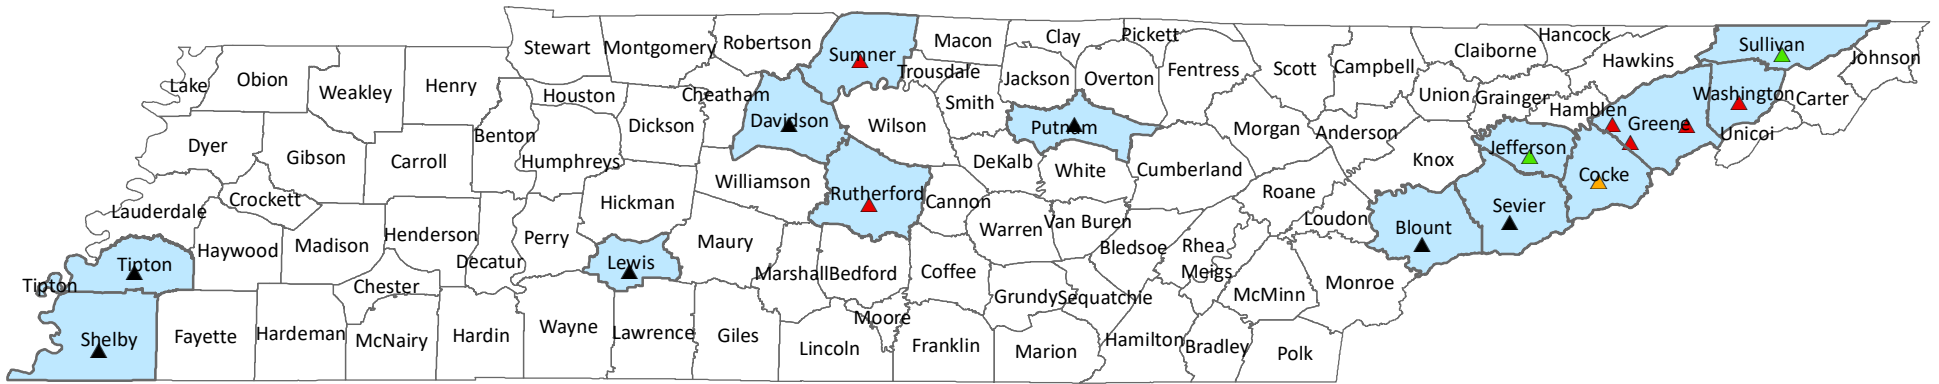 Stewart
Montgomery
Robertson
Sumner
Macon
Clay
Pickett
Hancock
Claiborne
Sullivan
Johnson
Lake
Obion
Weakley
Henry
Houston
Cheatham
Trousdale
Jackson
Overton
Fentress
Scott
Campbell
Hawkins
Union
Grainger
Hamblen
Greene
Washington
Carter
Unicoi
Dyer
Gibson
Carroll
Benton
Humphreys
Dickson
Davidson
Wilson
Smith
Putnam
Morgan
Anderson
Knox
Jefferson
Cocke
Lauderdale
Crockett
Hickman
Williamson
Rutherford
Cannon
DeKalb
White
Cumberland
Roane
Loudon
Blount
Sevier
Tipton
Tipton
Haywood
Madison
Henderson
Decatur
Perry
Lewis
Maury
Marshall
Bedford
Coffee
Warren
Van Buren
Bledsoe
Rhea
Meigs
Monroe
Shelby
Fayette
Hardeman
Chester
McNairy
Hardin
Wayne
Lawrence
Giles
Lincoln
Moore
Franklin
Grundy
Sequatchie
Marion
Hamilton
McMinn
Bradley
Polk